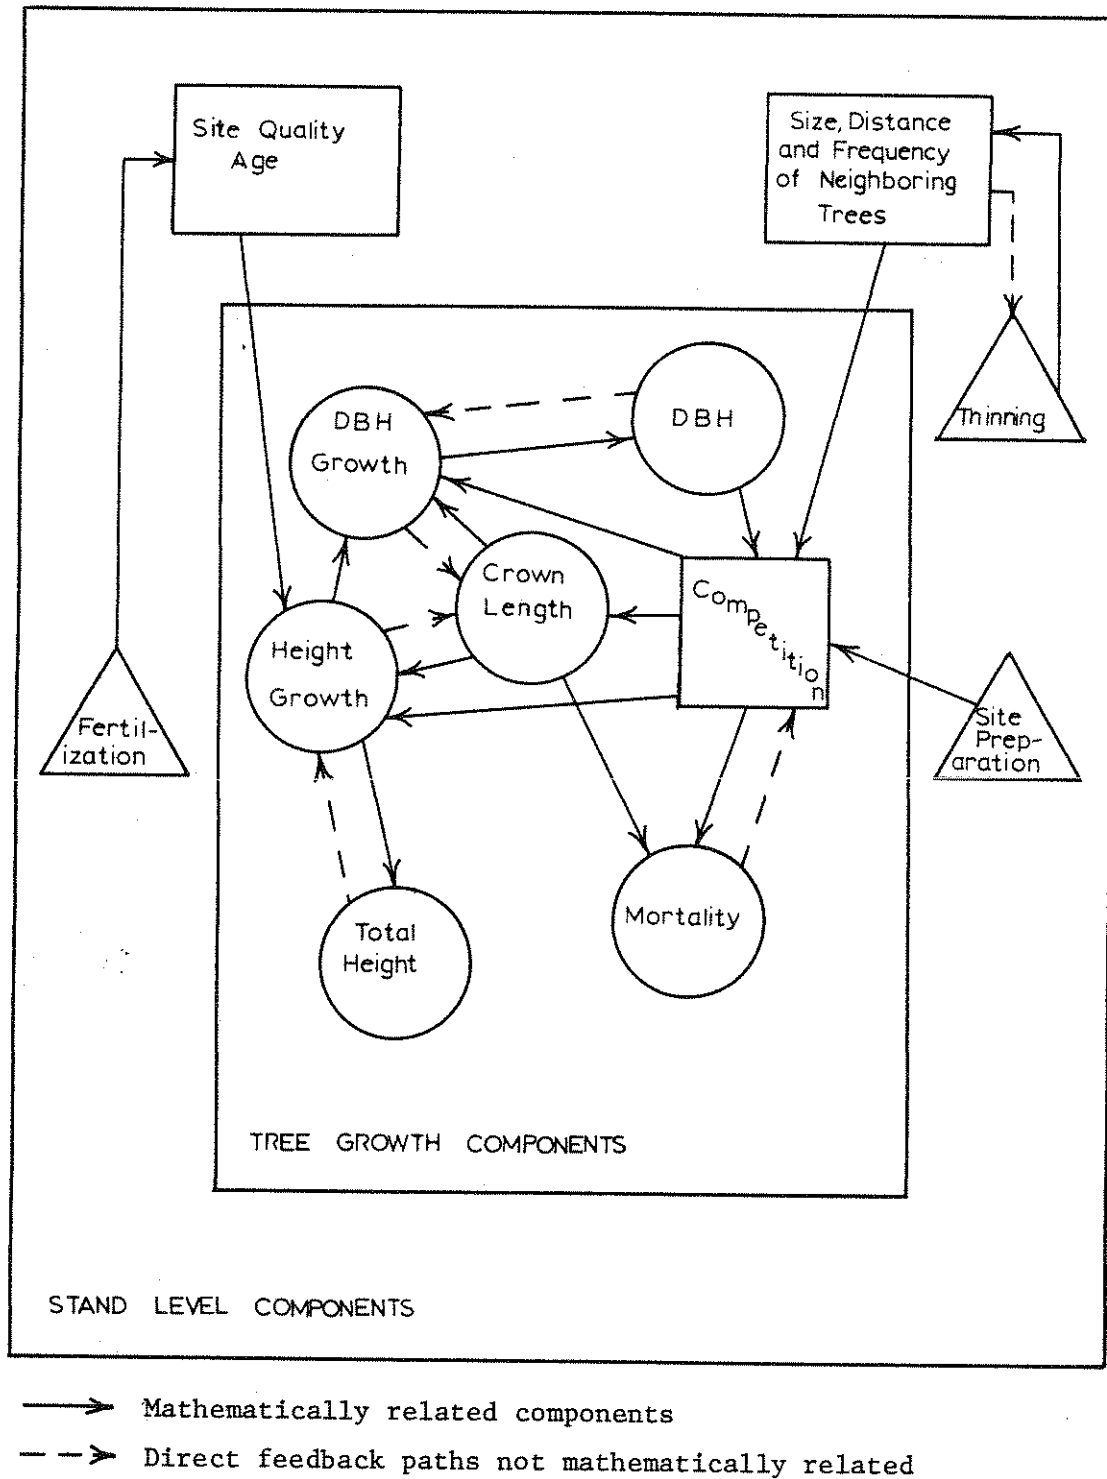 Site Quality
Age
Size, Distance
and Frequency
of Neighboring
Trees
Thinning
DBH
Growth
DBH
Crown
Length
Competition
Height
Growth
Fertil-
ization
Site
Prep-
aration
Total
Height
Mortality
TREE GROWTH COMPONENTS
STAND LEVEL COMPONENTS
Mathematically related components
Direct feedback paths not mathematically related